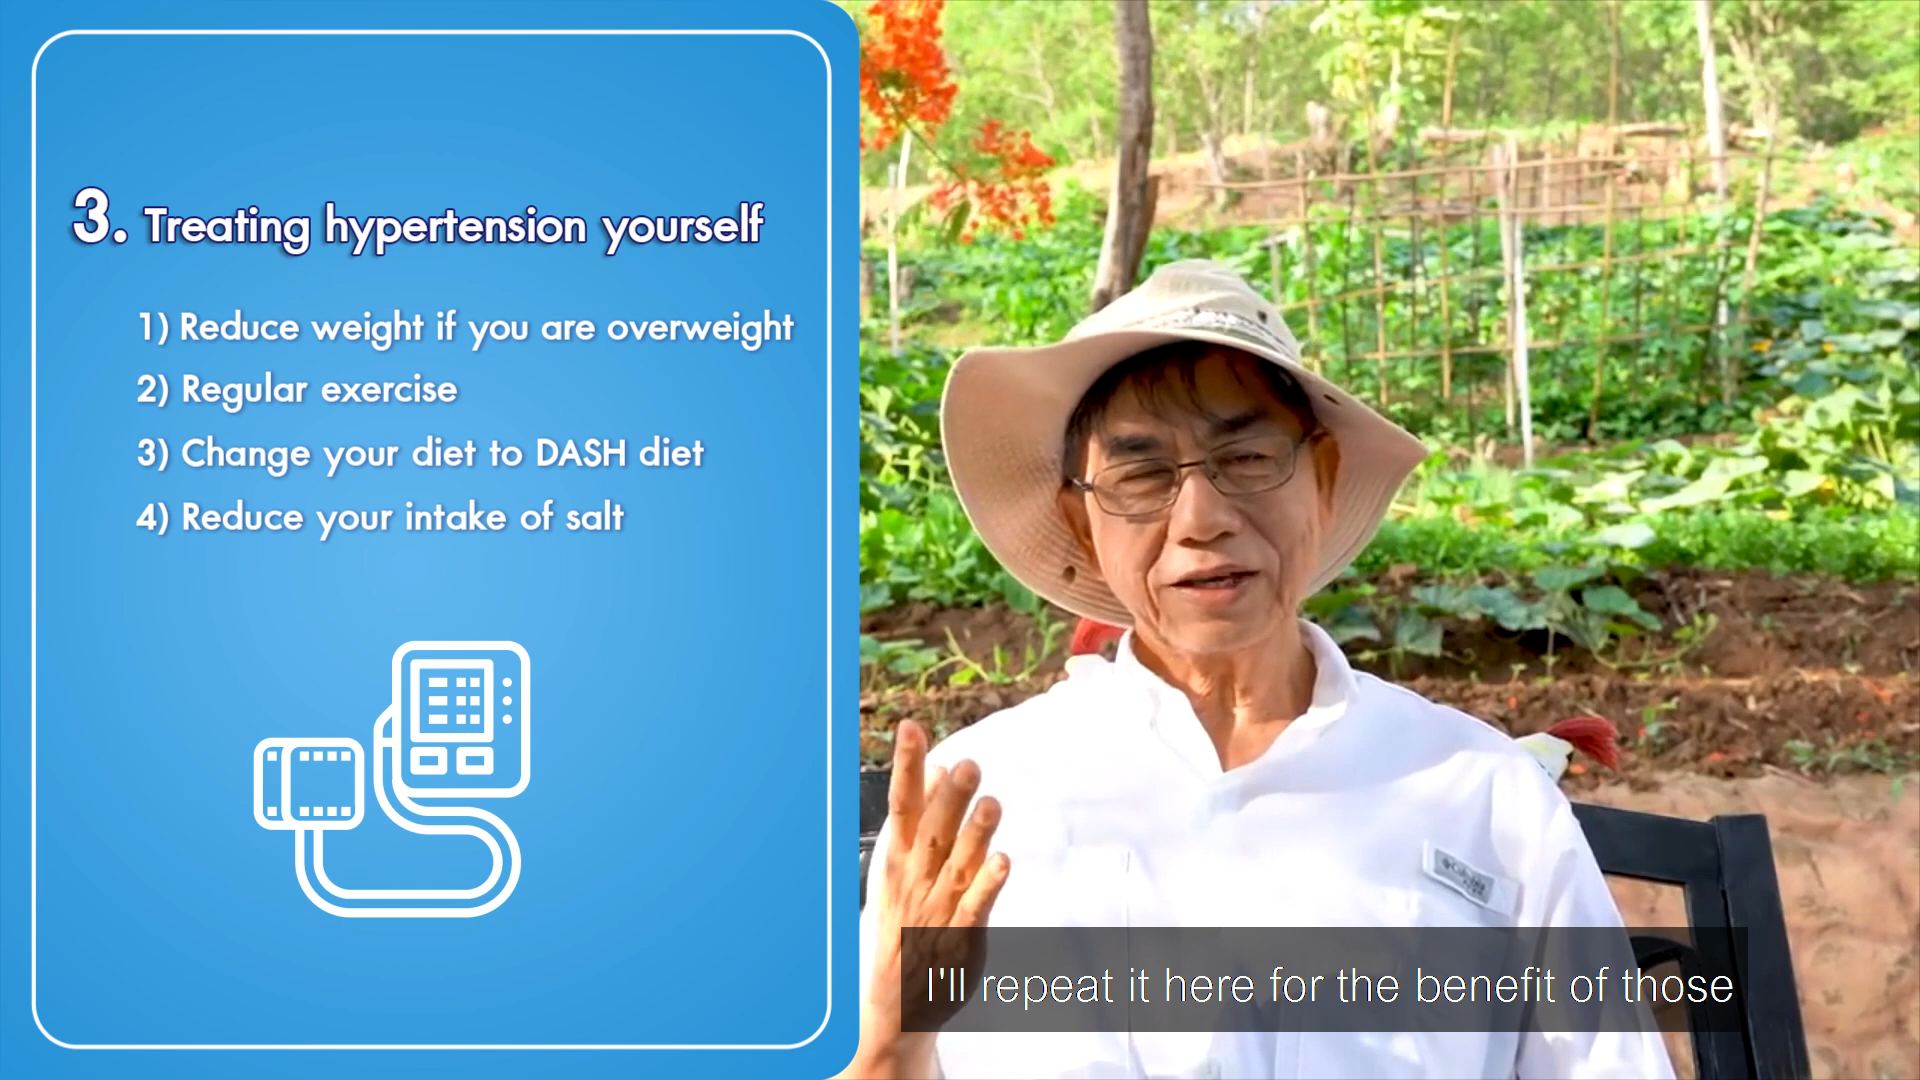 3. Treating hypertension yourself
1) Reduce weight if you are overweight
2) Regular exercise
3) Change your diet to DASH diet
4) Reduce your intake of salt
Columbia
I'll repeat it here for the benefit of those